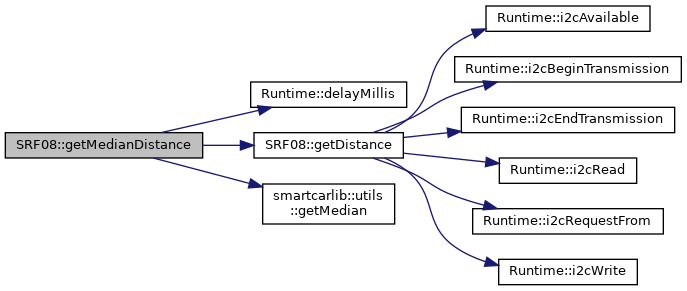 SRF08::getMedianDistance
Runtime::delayMillis
SRF08::getDistance
smartcarlib::utils
::getMedian
Runtime::i2cAvailable
Runtime::i2cBeginTransmission
Runtime::i2cEndTransmission
Runtime::i2cRead
Runtime::i2cRequestFrom
Runtime::i2cWrite